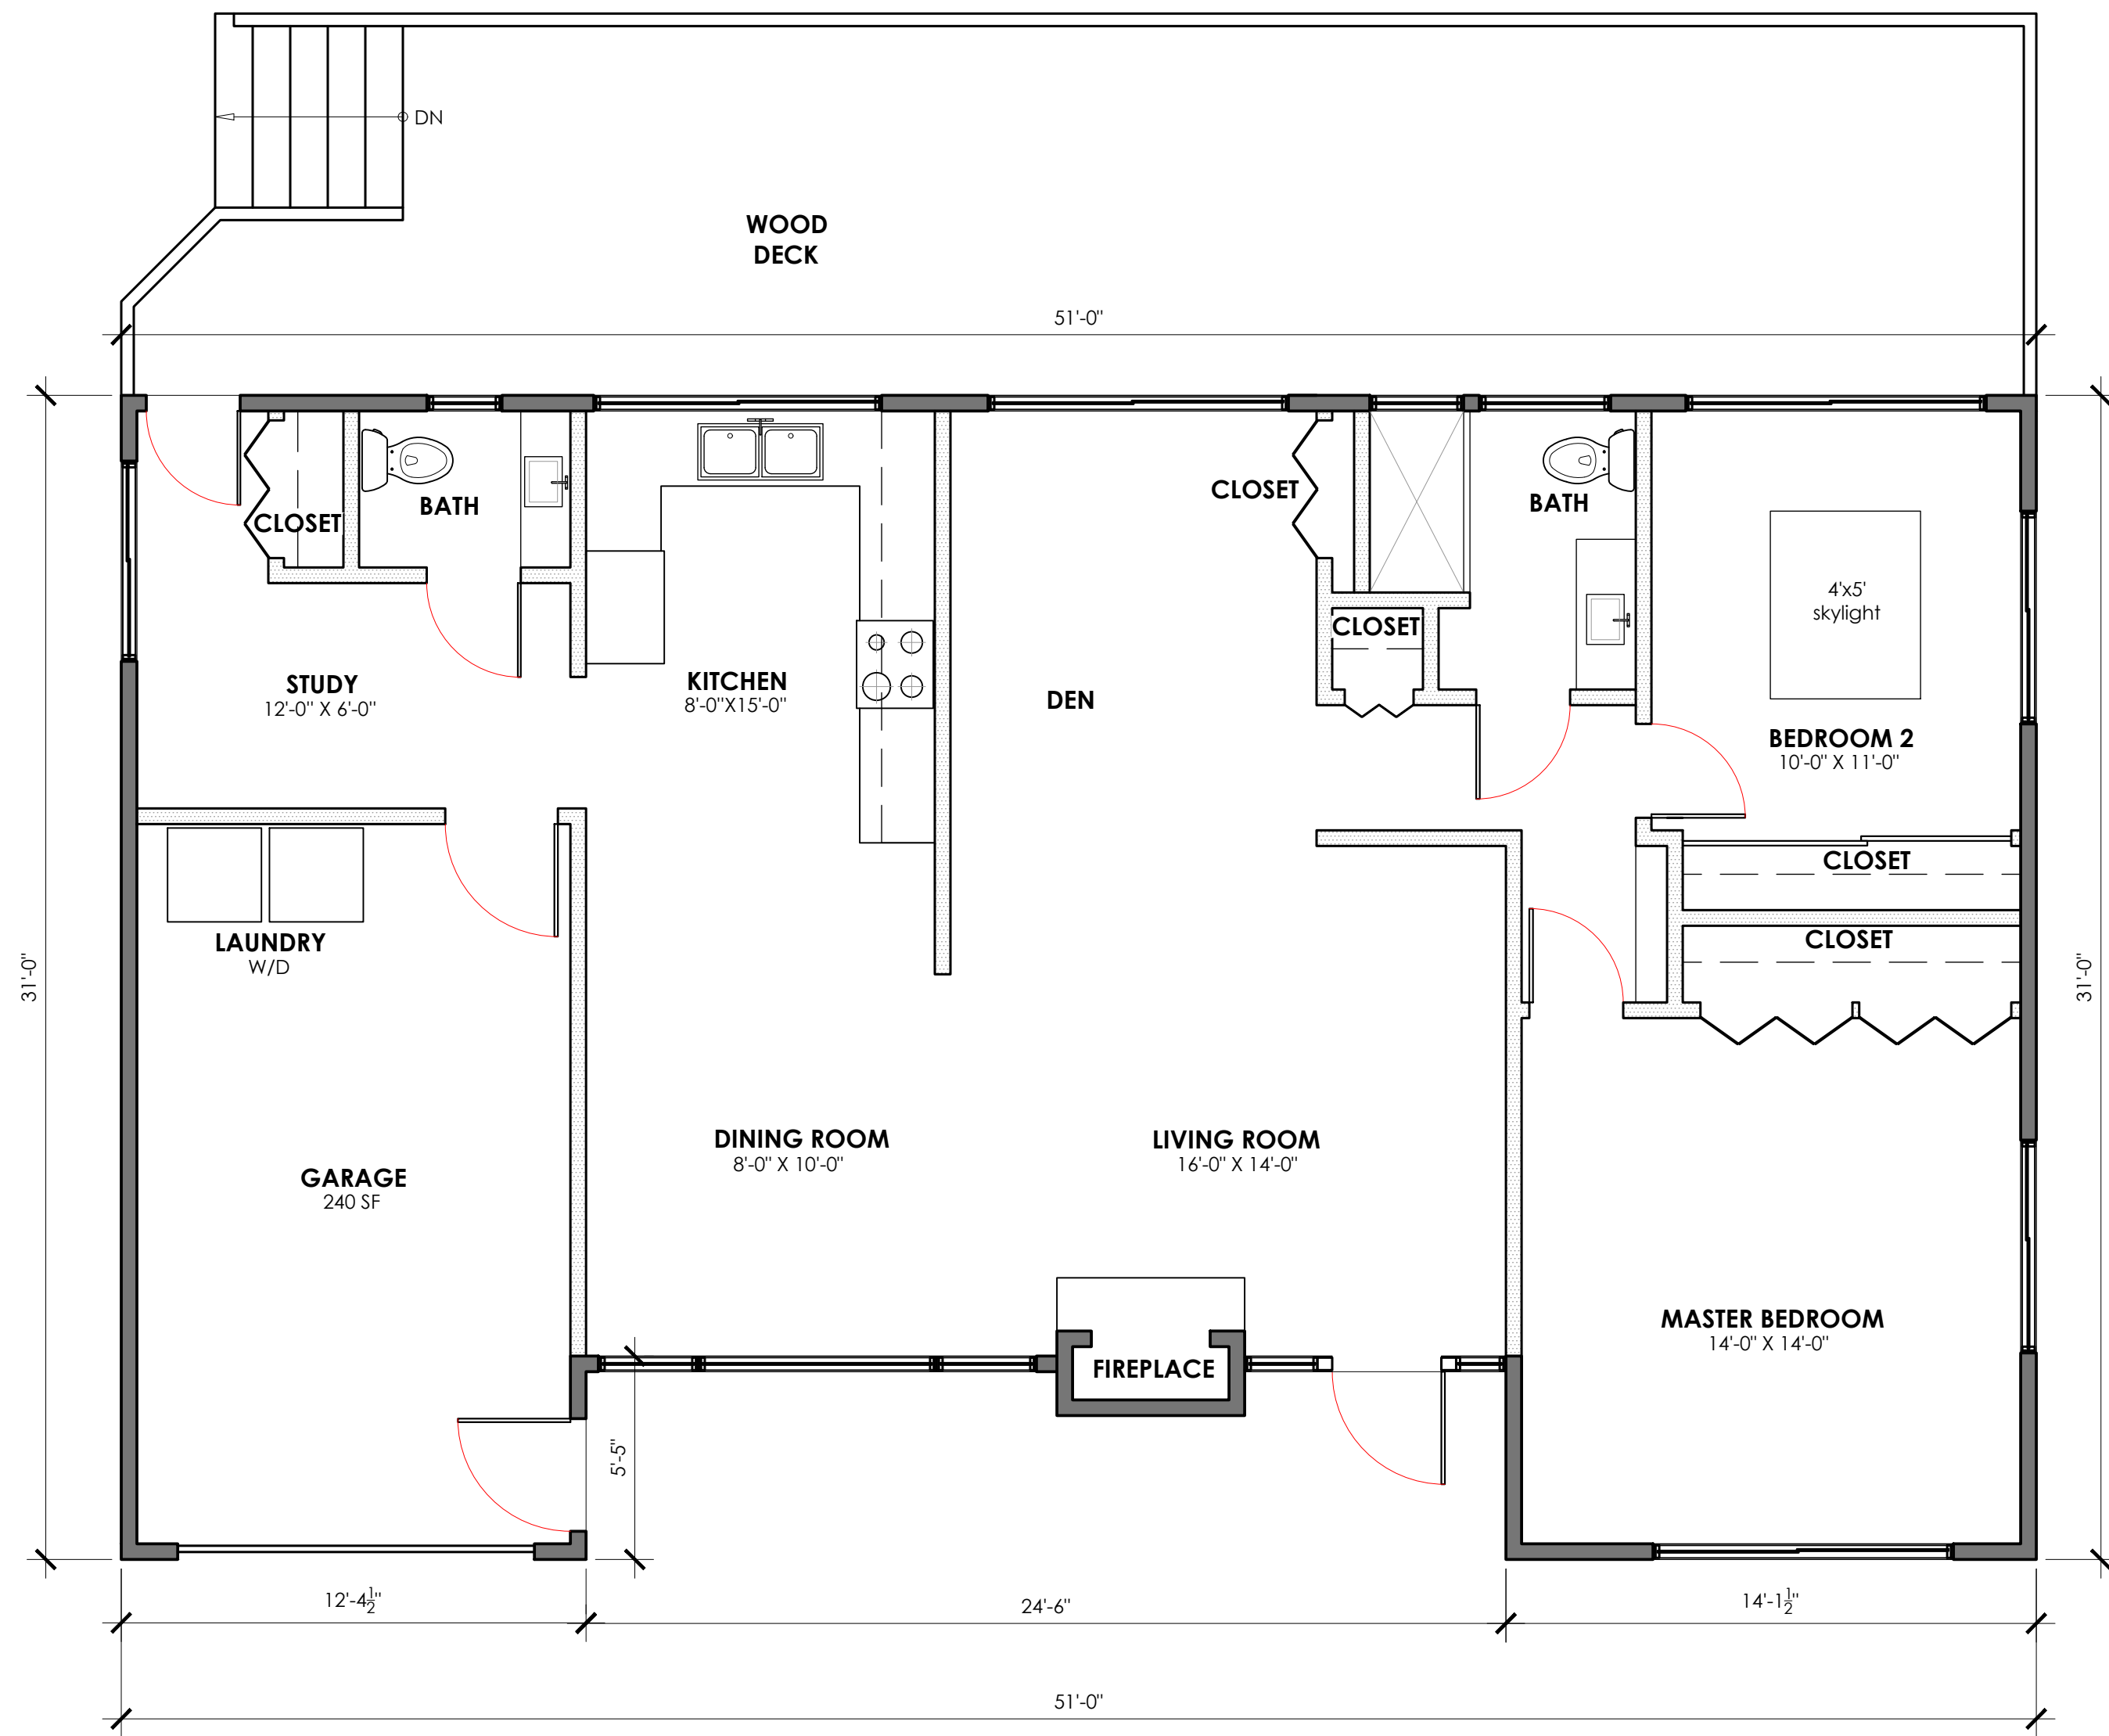 DN
WOOD
DECK
51'-0"
CLOSET
BATH
CLOSET
BATH
4'x5'
skylight
CLOSET
STUDY
12'-0" X 6'-0"
KITCHEN
8'-0"X15'-0"
DEN
BEDROOM 2
10'-0" X 11'-0"
CLOSET
CLOSET
LAUNDRY
W/D
31'-0"
31'-0"
DINING ROOM
8'-0" X 10'-0"
LIVING ROOM
16'-0" X 14'-0"
GARAGE
240 SF
MASTER BEDROOM
14'-0" X 14'-0"
FIREPLACE
5'-5"
12'-4½"
24'-6"
14'-1½"
51'-0"